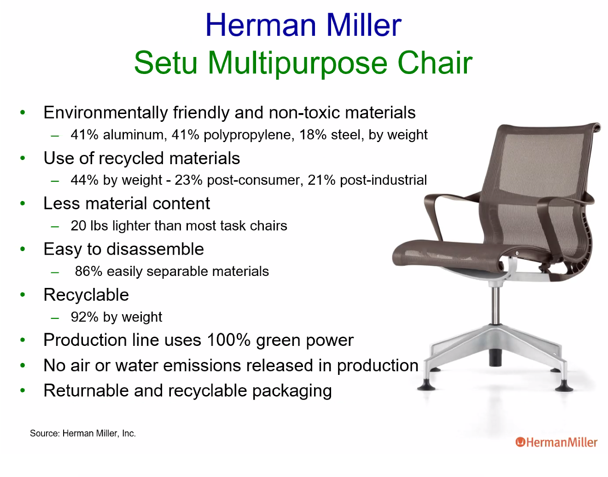 Herman Miller
Setu Multipurpose Chair
• Environmentally friendly and non-toxic materials
– 41% aluminum, 41% polypropylene, 18% steel, by weight
• Use of recycled materials
– 44% by weight - 23% post-consumer, 21% post-industrial
• Less material content
– 20 lbs lighter than most task chairs
• Easy to disassemble
– 86% easily separable materials
• Recyclable
– 92% by weight
• Production line uses 100% green power
• No air or water emissions released in production
• Returnable and recyclable packaging
Source: Herman Miller, Inc.
HermanMiller